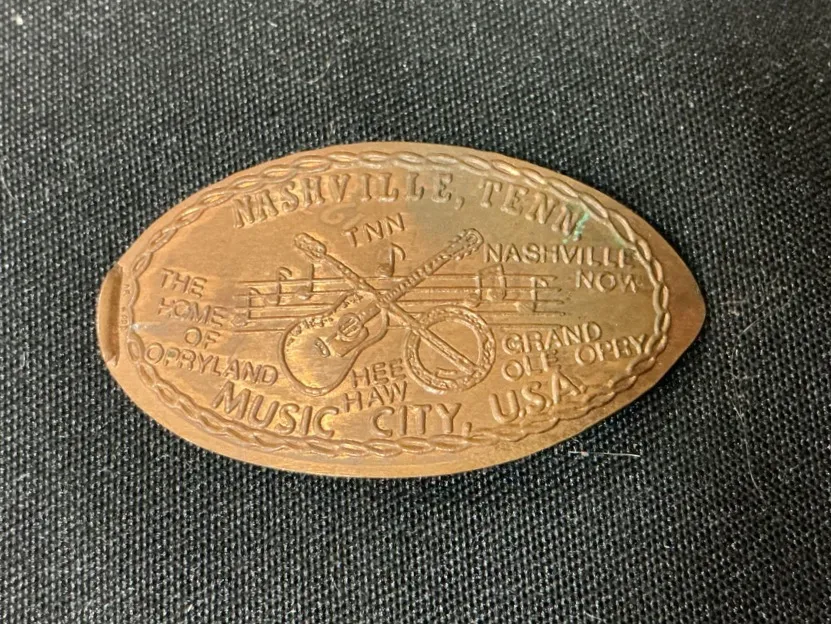 NASHVILLE, TENN.
TNN
NASHVILLE
NOW
THE
HOME
OF
OPRYLAND
HEE
HAW
GRAND
OLE OPRY
MUSIC CITY, U.S.A.